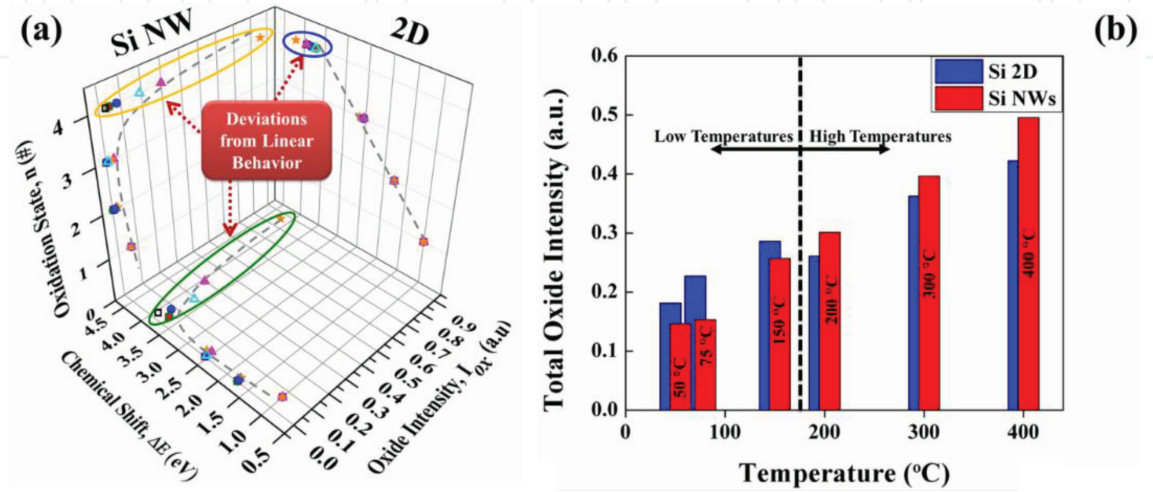 (a)
Si NW
2D
Deviations
from Linear
Behavior
Oxidation State, n (#)
4
3
2
1
0
4.5
4.0
3.5
3.0
2.5
2.0
1.5
1.0
0.5
Chemical Shift, ΔE (eV)
0.0
0.1
0.2
0.3
0.4
0.5
0.6
0.7
0.8
0.9
Oxide Intensity, Iox (a.u)
(b)
Total Oxide Intensity (a.u.)
0.6
0.5
0.4
0.3
0.2
0.1
0.0
Si 2D
Si NWs
Low Temperatures
High Temperatures
50 °C
75 °C
150 °C
200 °C
300 °C
400 °C
0
100
200
300
400
Temperature (°C)